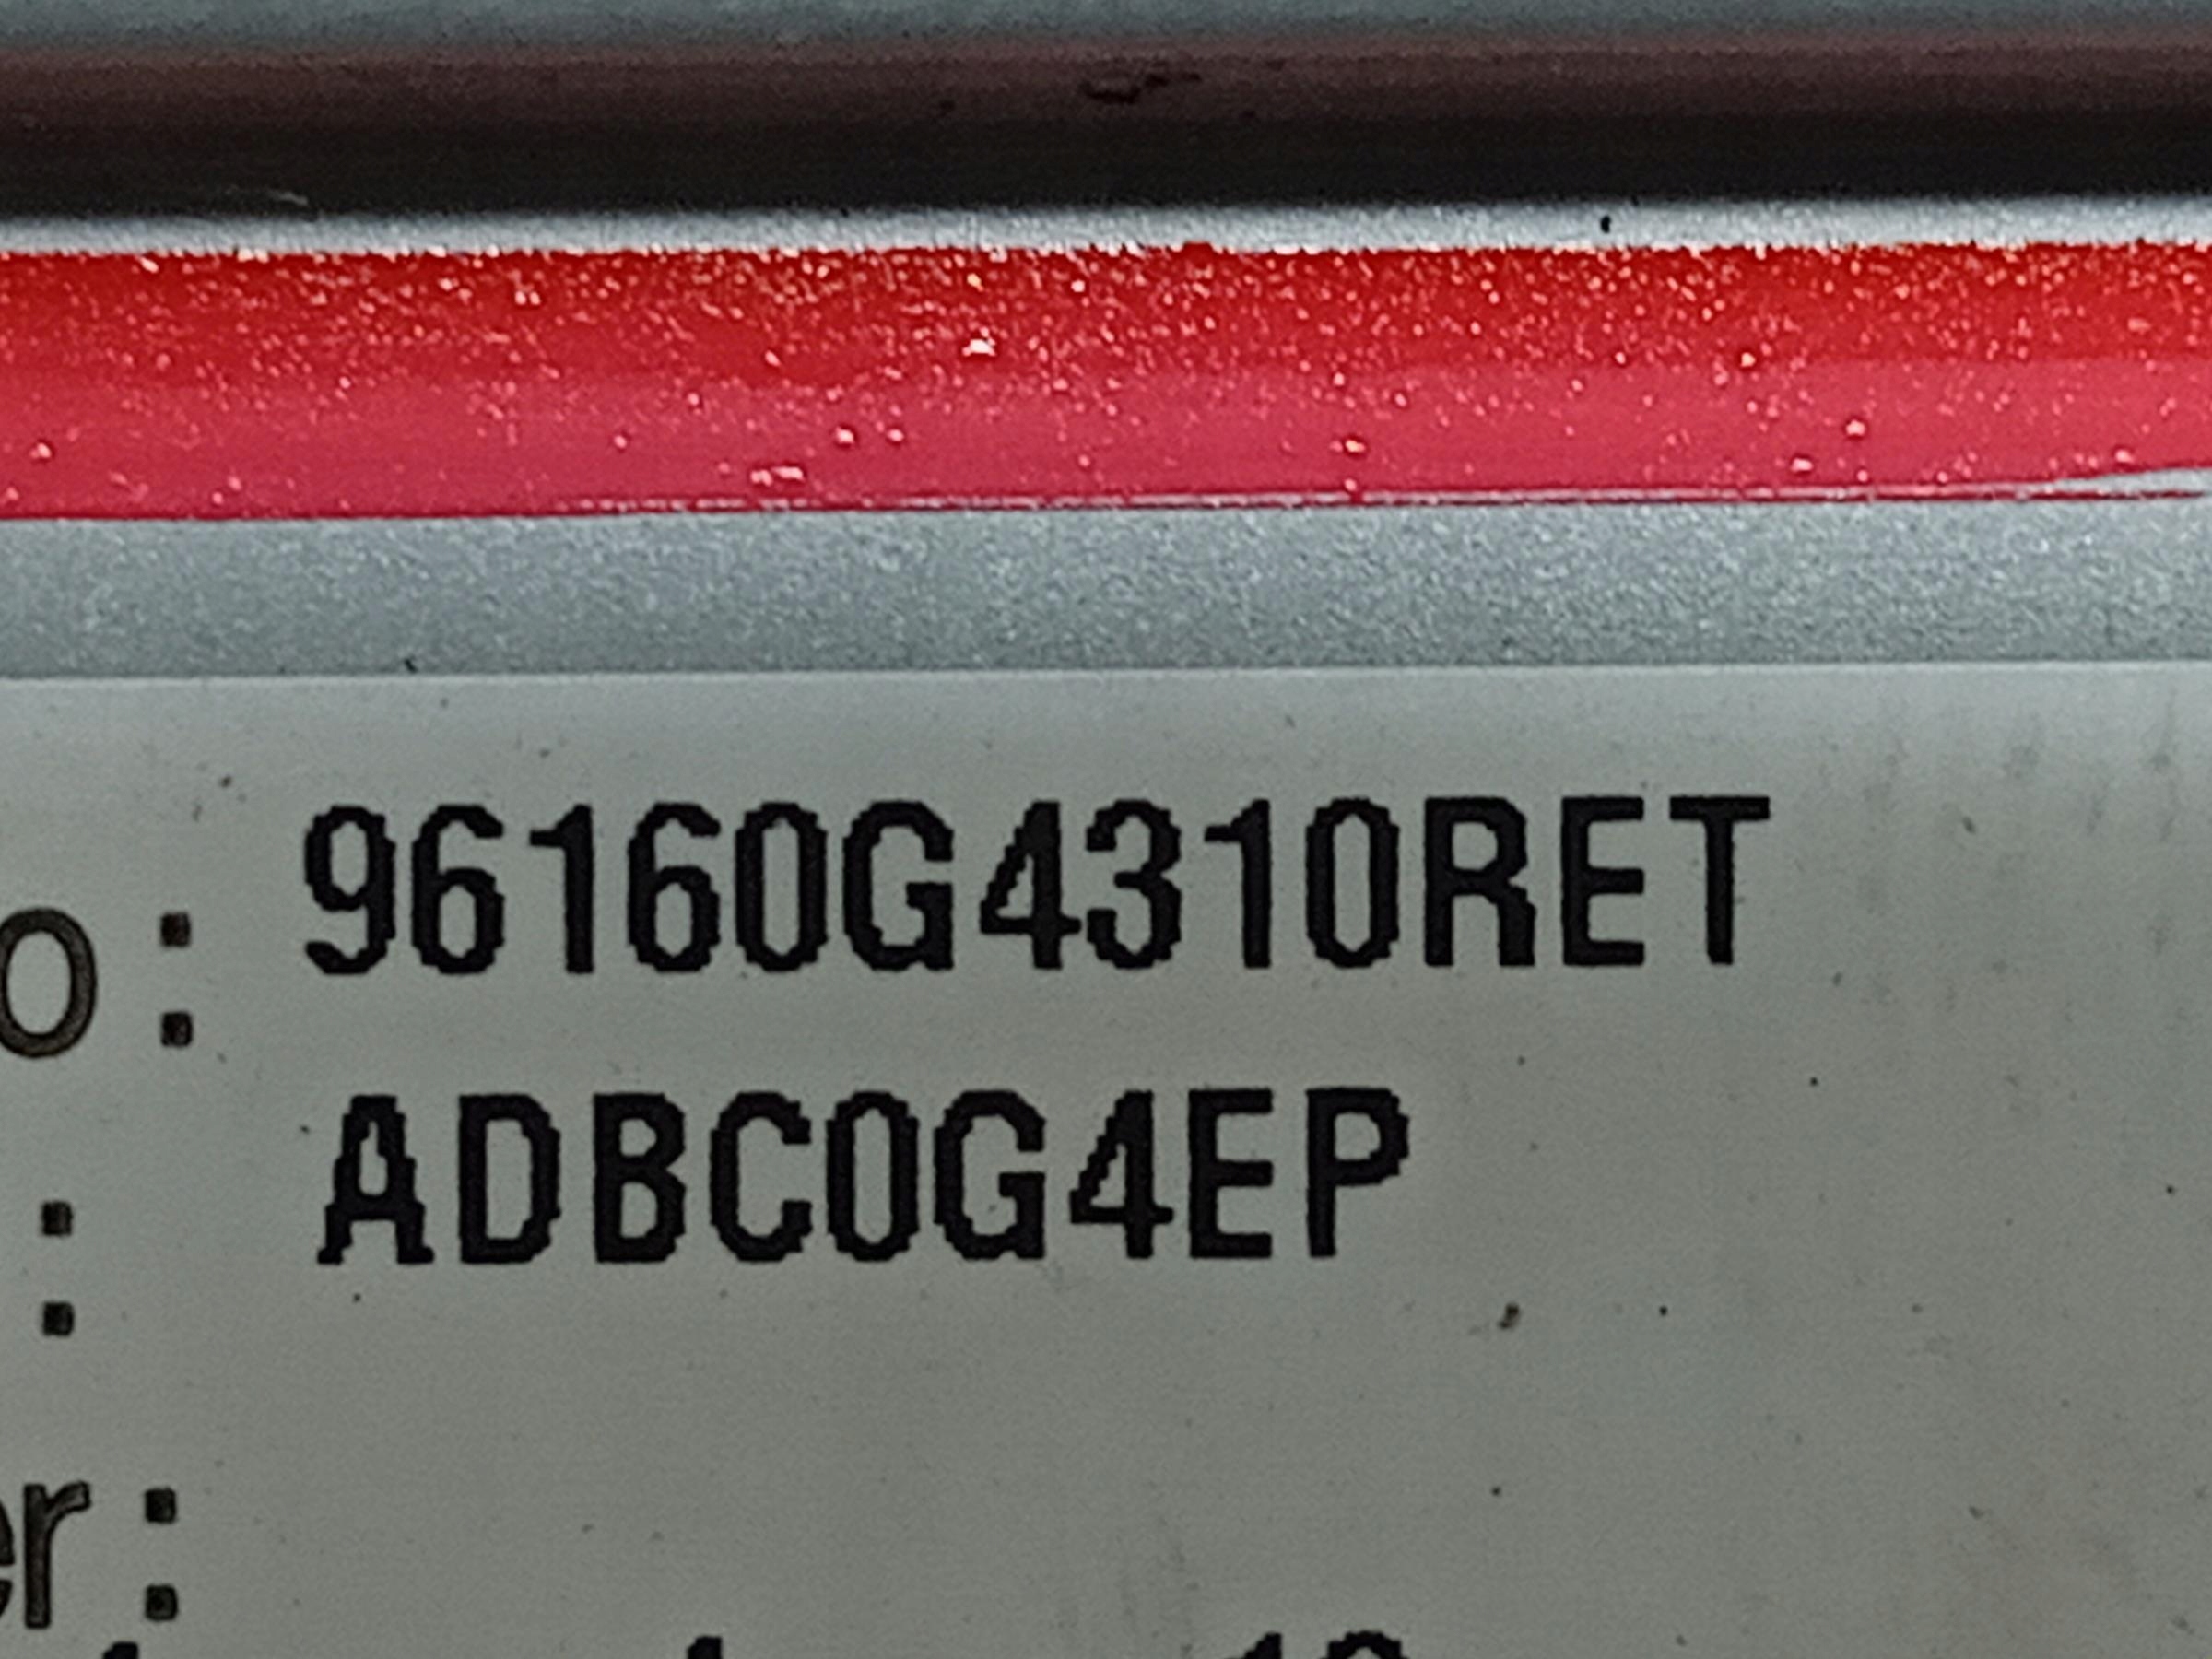 o : 96160G4310RET
: ADBC0G4EP
er :